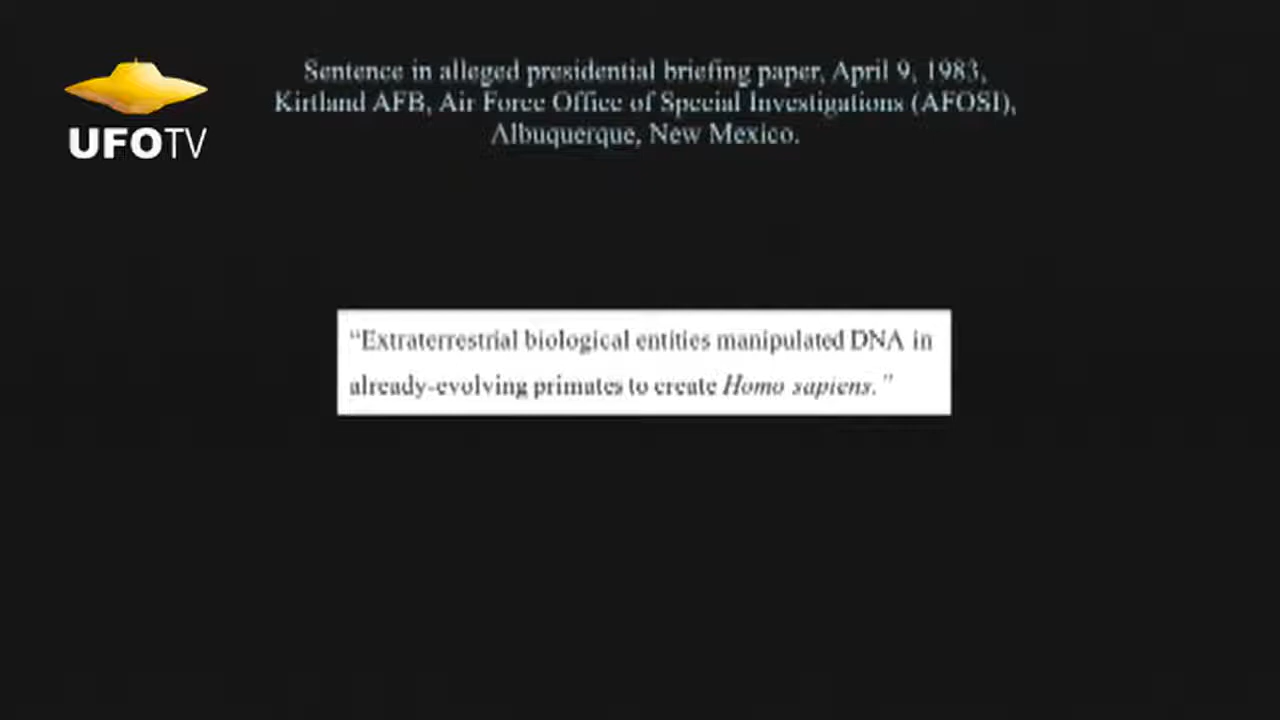 Sentence in alleged presidential briefing paper, April 9, 1983,
Kirtland AFB, Air Force Office of Special Investigations (AFOSI),
Albuquerque, New Mexico.
UFOTV
“Extraterrestrial biological entities manipulated DNA in
already-evolving primates to create Homo sapiens.”